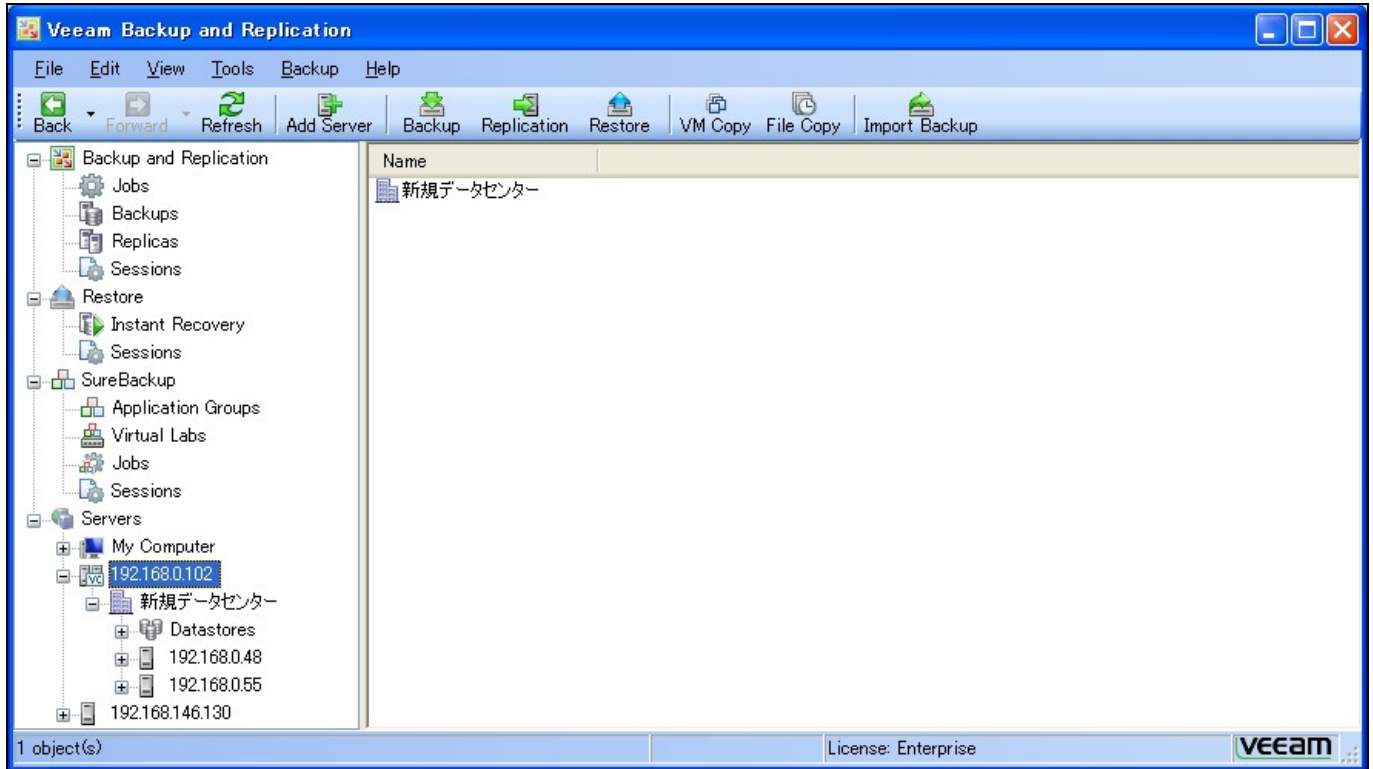 Veeam Backup and Replication
File Edit View Tools Backup Help
Back Forward Refresh Add Server Backup Replication Restore VM Copy File Copy Import Backup
Backup and Replication
Jobs
Backups
Replicas
Sessions
Restore
Instant Recovery
Sessions
SureBackup
Application Groups
Virtual Labs
Jobs
Sessions
Servers
My Computer
VC 192.168.0.102
新規データセンター
Datastores
192.168.0.48
192.168.0.55
192.168.146.130
Name
新規データセンター
1 object(s) License: Enterprise veeam